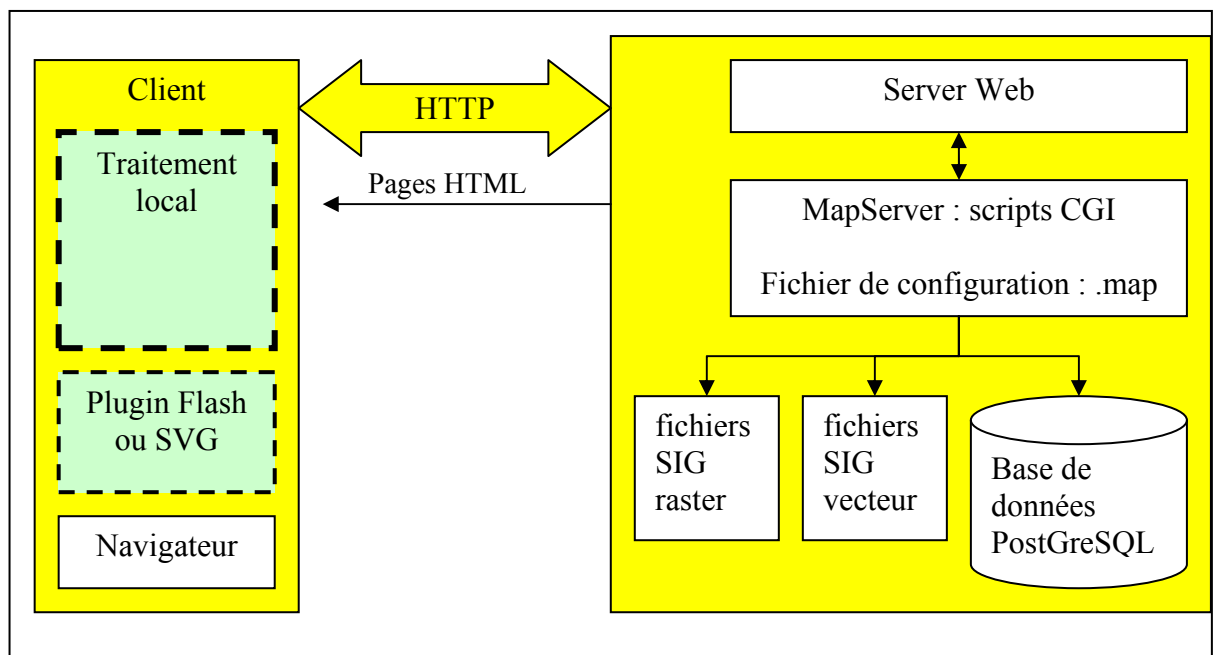 Client
Traitement
local
Plugin Flash
ou SVG
Navigateur
HTTP
Pages HTML
Server Web
MapServer : scripts CGI
Fichier de configuration : .map
fichiers
SIG
raster
fichiers
SIG
vecteur
Base de
données
PostGreSQL